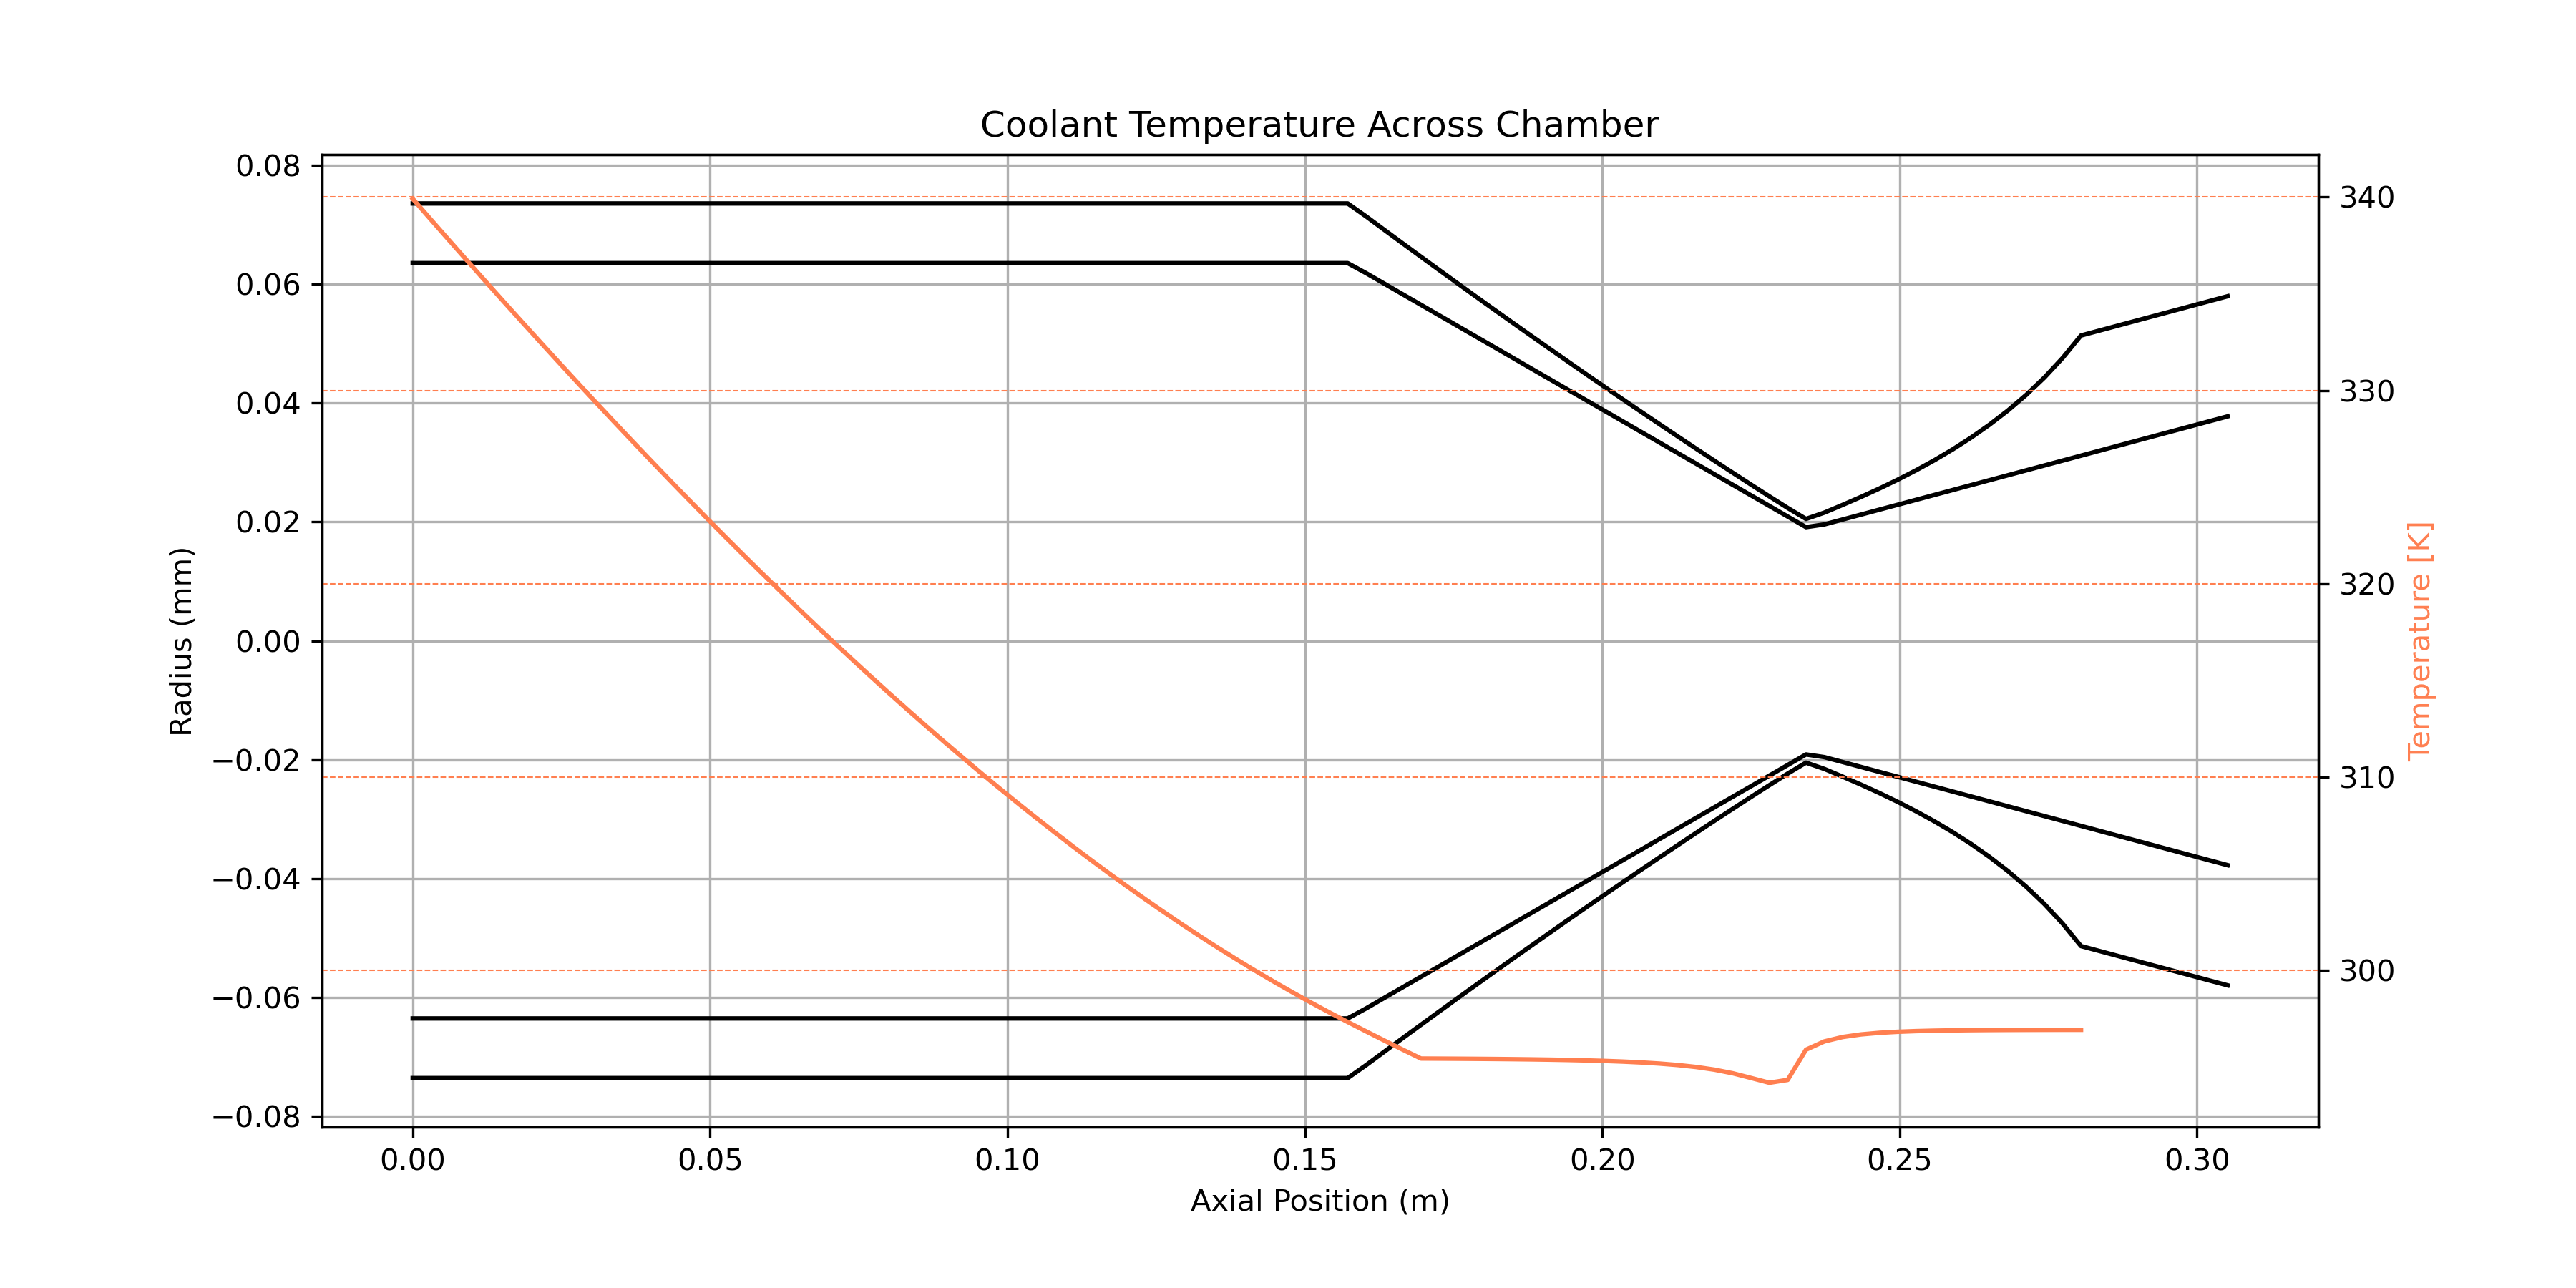 Coolant Temperature Across Chamber
0.08
0.06
0.04
0.02
0.00
−0.02
−0.04
−0.06
−0.08
Radius (mm)
340
330
320
310
300
Temperature [K]
0.00 0.05 0.10 0.15 0.20 0.25 0.30
Axial Position (m)